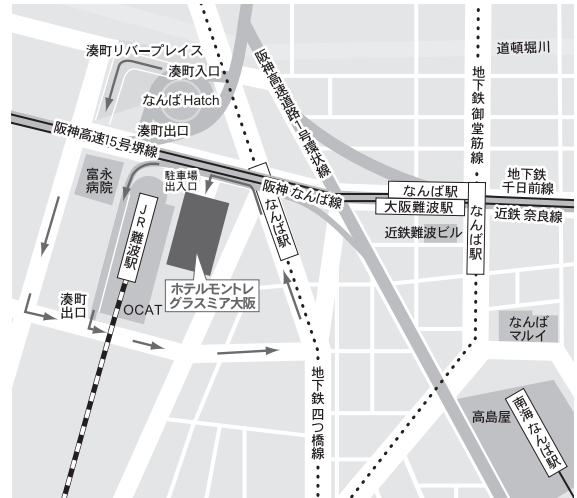 湊町リバープレイス
湊町入口
なんばHatch
湊町出口
阪神高速15号堺線
阪神高速道路1号環状線
道頓堀川
地下鉄御堂筋線
地下鉄
千日前線
富永
病院
駐車場
出入口
阪神 なんば線
なんば駅
大阪難波駅
近鉄 奈良線
近鉄難波ビル
なんば駅
なんば駅
JR難波駅
ホテルモントレ
グラスミア大阪
湊町
出口
OCAT
なんば
マルイ
地下鉄 四つ橋線
高島屋
南海 なんば駅